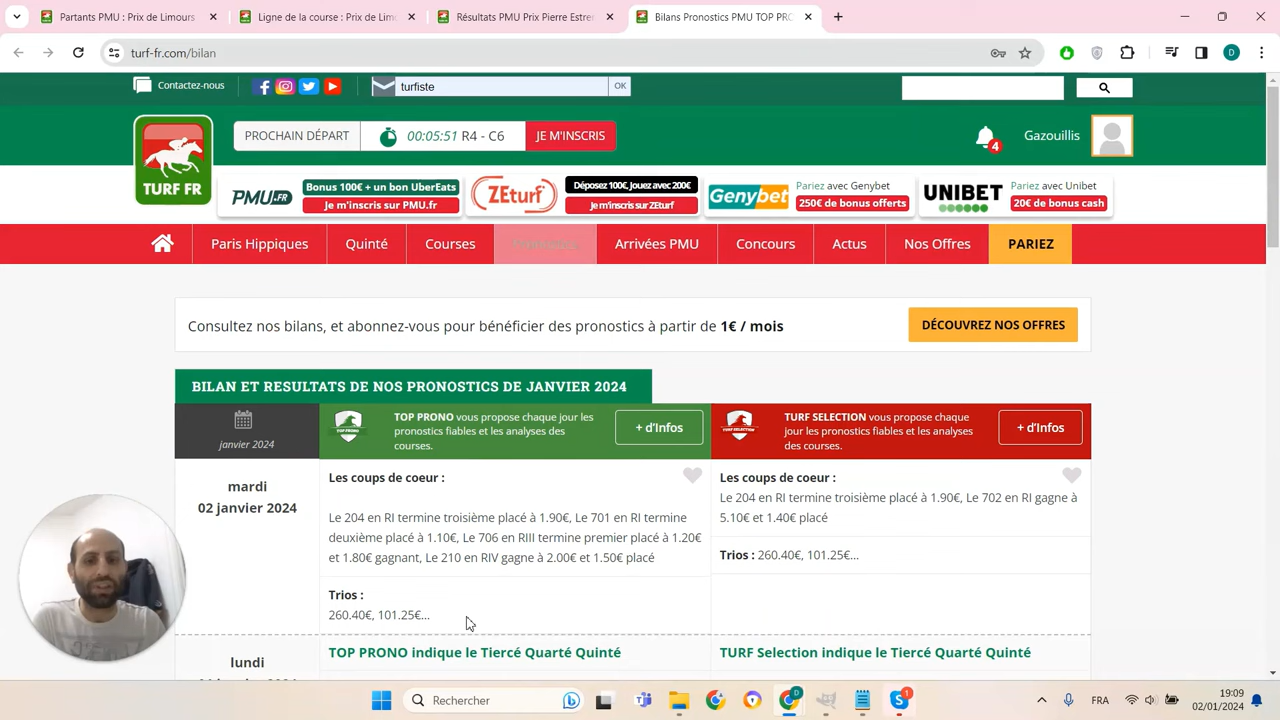 Partants PMU : Prix de Limours
Ligne de la course : Prix de Limo
Résultats PMU Prix Pierre Estrem
Bilans Pronostics PMU TOP PRO
turf-fr.com/bilan
D
Contactez-nous
turfiste
OK
TURF FR
PROCHAIN DÉPART
00:05:51 R4 - C6
JE M'INSCRIS
4
Gazouillis
PMU.FR
Bonus 100€ + un bon UberEats
Je m'inscris sur PMU.fr
ZEturf
Déposez 100€, Jouez avec 200€
Je m'inscris sur ZEturf
Genybet
Pariez avec Genybet
250€ de bonus offerts
UNIBET
Pariez avec Unibet
20€ de bonus cash
Paris Hippiques
Quinté
Courses
Arrivées PMU
Concours
Actus
Nos Offres
PARIEZ
Consultez nos bilans, et abonnez-vous pour bénéficier des pronostics à partir de 1€ / mois
DÉCOUVREZ NOS OFFRES
BILAN ET RESULTATS DE NOS PRONOSTICS DE JANVIER 2024
janvier 2024
TOP PRONO
TOP PRONO vous propose chaque jour les
pronostics fiables et les analyses des
courses.
+ d'Infos
TURF SELECTION
TURF SELECTION vous propose chaque
jour les pronostics fiables et les analyses
des courses.
+ d'Infos
mardi
02 janvier 2024
Les coups de coeur :
Le 204 en RI termine troisième placé à 1.90€, Le 701 en RI termine
deuxième placé à 1.10€, Le 706 en RIII termine premier placé à 1.20€
et 1.80€ gagnant, Le 210 en RIV gagne à 2.00€ et 1.50€ placé
Trios :
260.40€, 101.25€...
Les coups de coeur :
Le 204 en RI termine troisième placé à 1.90€, Le 702 en RI gagne à
5.10€ et 1.40€ placé
Trios : 260.40€, 101.25€...
lundi
TOP PRONO indique le Tiercé Quarté Quinté
TURF Selection indique le Tiercé Quarté Quinté
Rechercher
D
1
FRA
19:09
02/01/2024